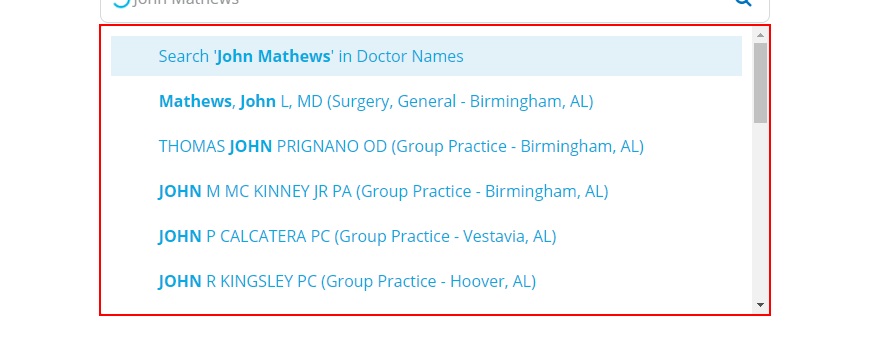 John Mathews
Search 'John Mathews' in Doctor Names
Mathews, John L, MD (Surgery, General - Birmingham, AL)
THOMAS JOHN PRIGNANO OD (Group Practice - Birmingham, AL)
JOHN M MC KINNEY JR PA (Group Practice - Birmingham, AL)
JOHN P CALCATERA PC (Group Practice - Vestavia, AL)
JOHN R KINGSLEY PC (Group Practice - Hoover, AL)